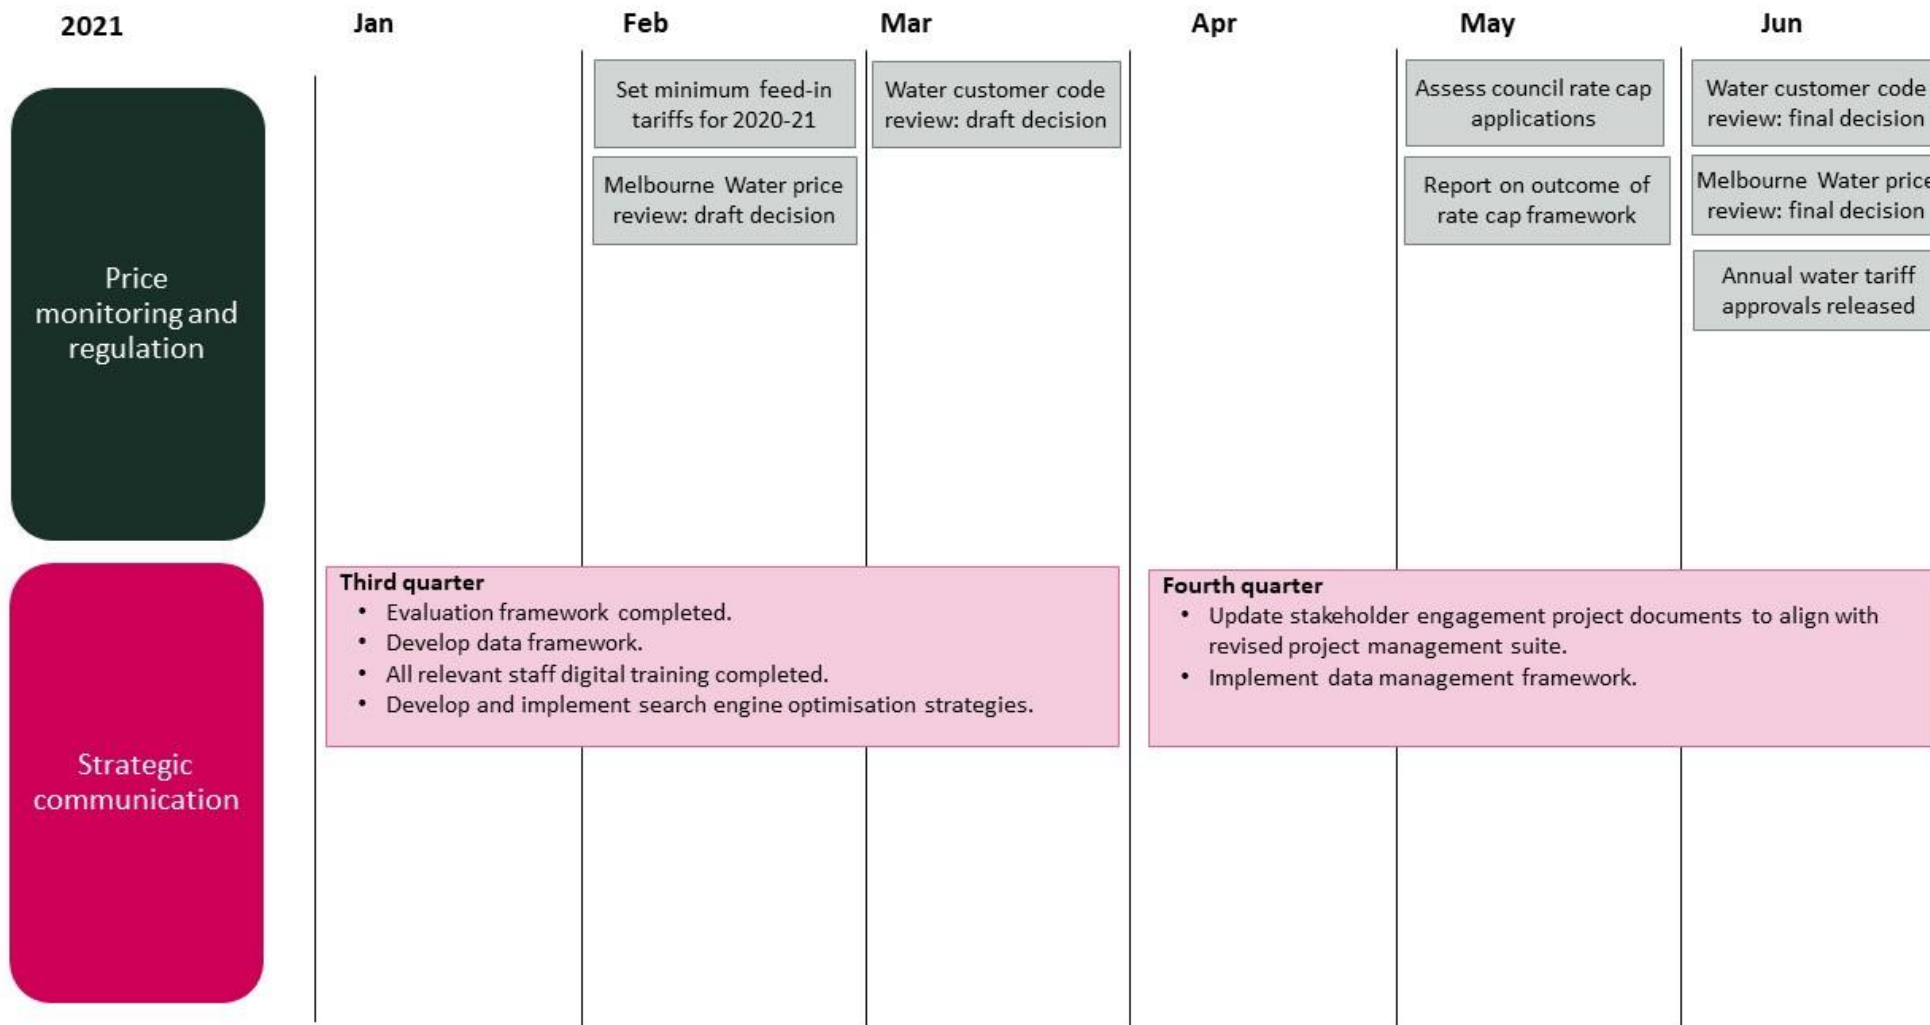 2021
Jan
Feb
Mar
Apr
May
Jun
Price
monitoring and
regulation
Set minimum feed-in
tariffs for 2020-21
Melbourne Water price
review: draft decision
Water customer code
review: draft decision
Assess council rate cap
applications
Report on outcome of
rate cap framework
Water customer code
review: final decision
Melbourne Water price
review: final decision
Annual water tariff
approvals released
Strategic
communication
Third quarter
• Evaluation framework completed.
• Develop data framework.
• All relevant staff digital training completed.
• Develop and implement search engine optimisation strategies.
Fourth quarter
• Update stakeholder engagement project documents to align with
revised project management suite.
• Implement data management framework.